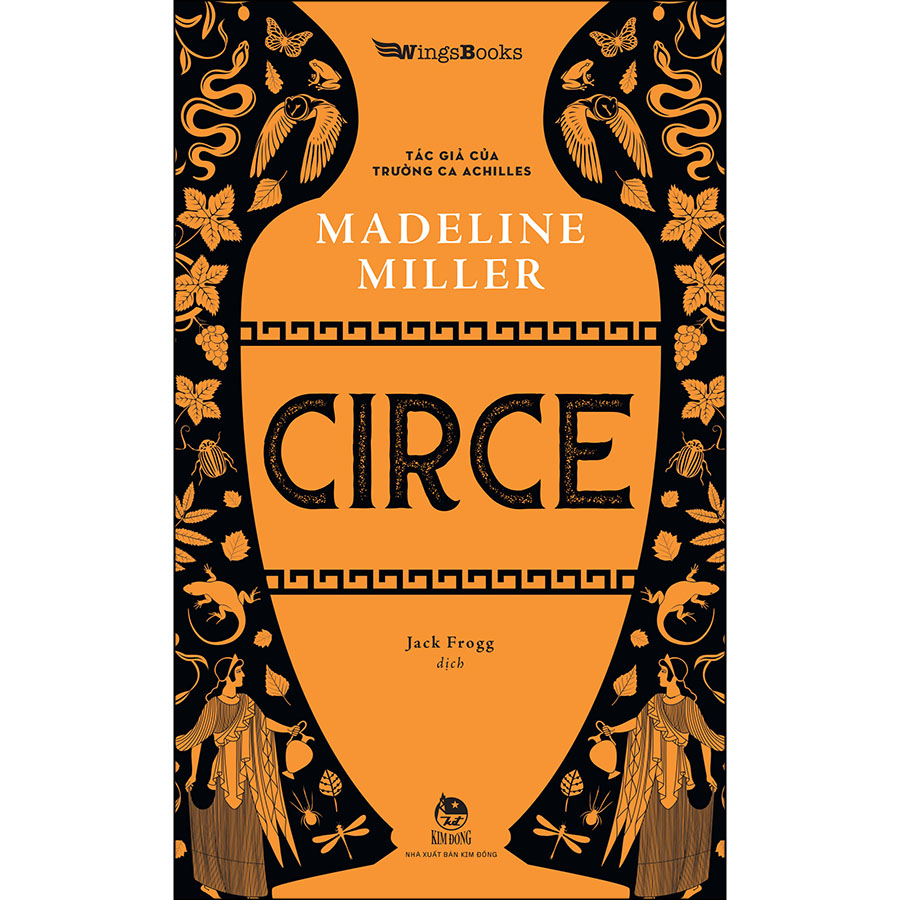 WingsBooks
TÁC GIẢ CỦA
TRƯỜNG CA ACHILLES
MADELINE
MILLER
CIRCE
Jack Frogg
dịch
KIM ĐỒNG
NHÀ XUẤT BẢN KIM ĐỒNG